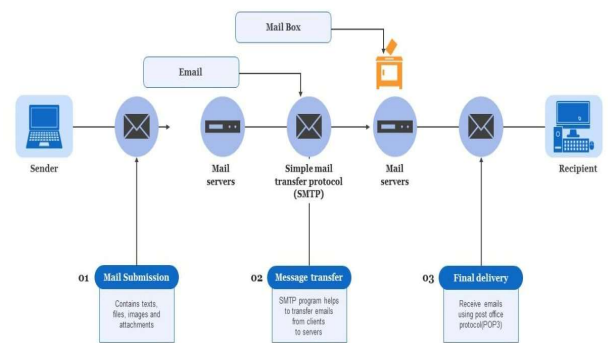 Mail Box
Email
Sender
Mail
servers
Simple mail
transfer protocol
(SMTP)
Mail
servers
Recipient
01 Mail Submission
Contains texts,
files, images and
attachments
02 Message transfer
SMTP program helps
to transfer emails
from clients
to servers
03 Final delivery
Receive emails
using post office
protocol(POP3)